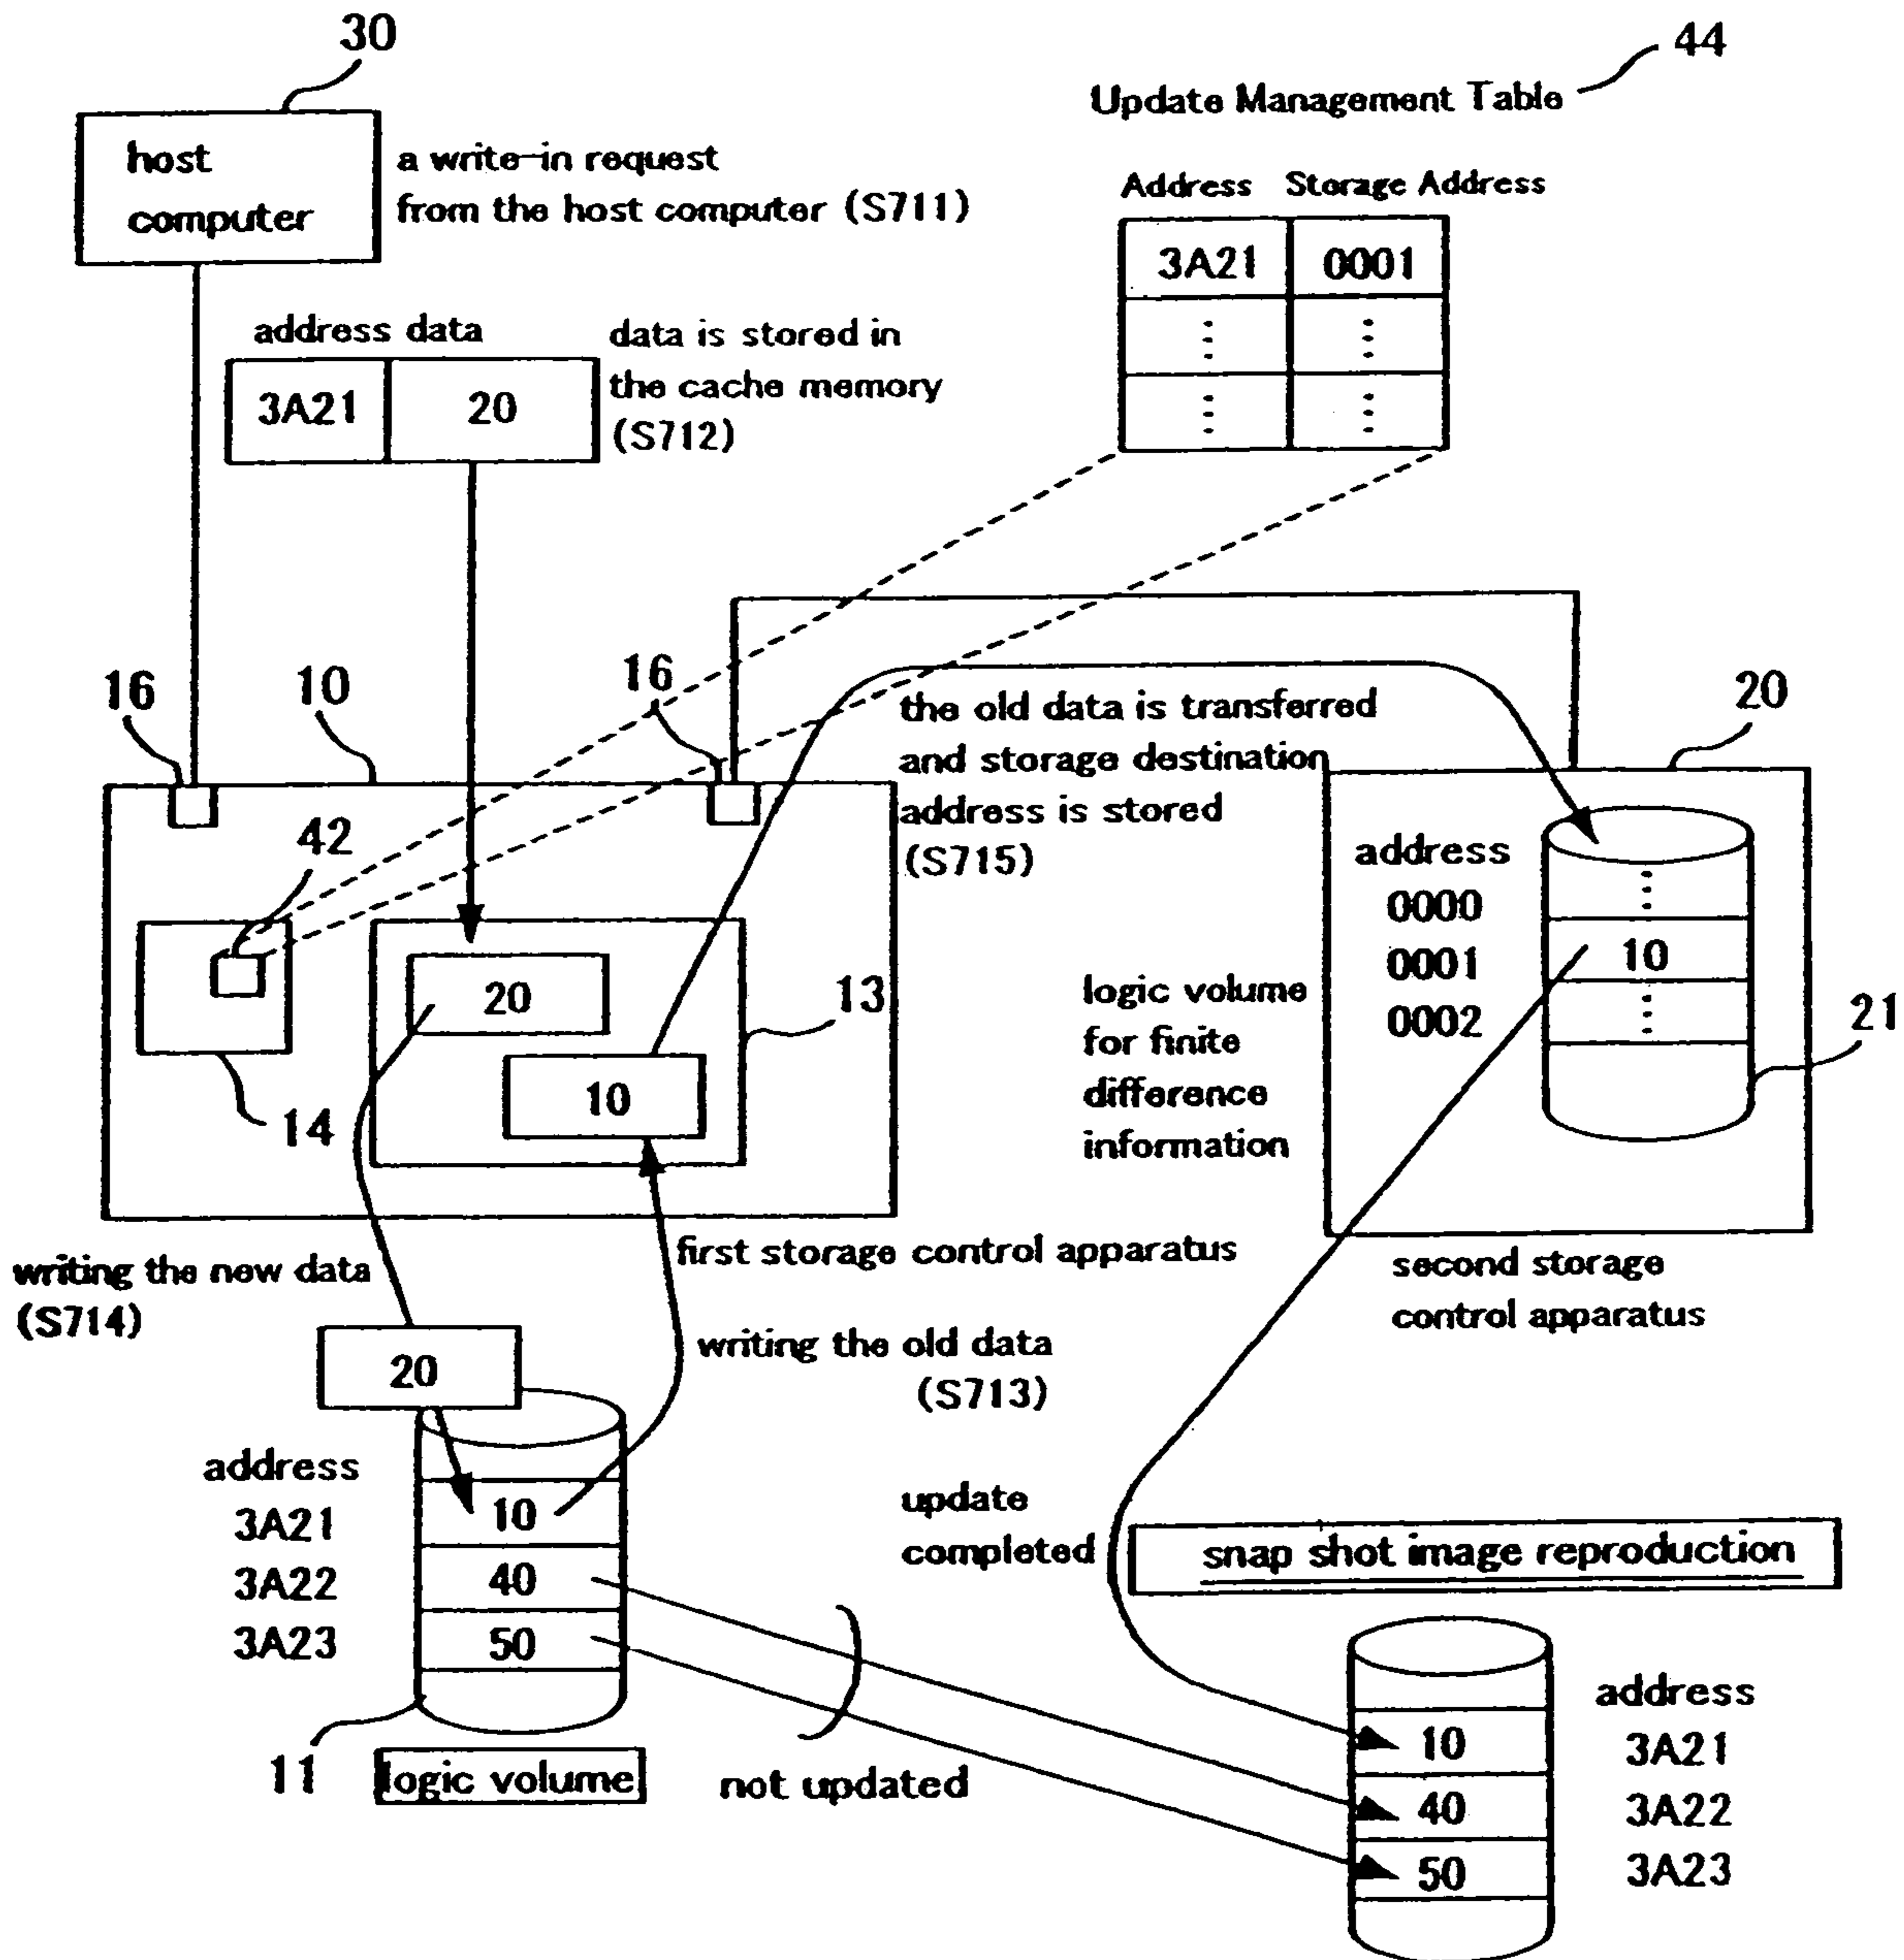 30
44
Update Management Table
host
computer
a write-in request
from the host computer (S711)
Address Storage Address
3A21 0001
⋮ ⋮
⋮ ⋮
address data
3A21 20
data is stored in
the cache memory
(S712)
16
10
16
the old data is transferred
and storage destination
address is stored
(S715)
20
42
address
0000
0001
0002
⋮
10
⋮
20
10
13
14
logic volume
for finite
difference
information
21
first storage control apparatus
second storage
control apparatus
writing the new data
(S714)
writing the old data
(S713)
20
address
3A21 10
3A22 40
3A23 50
update
completed
snap shot image reproduction
11
logic volume
not updated
address
10 3A21
40 3A22
50 3A23